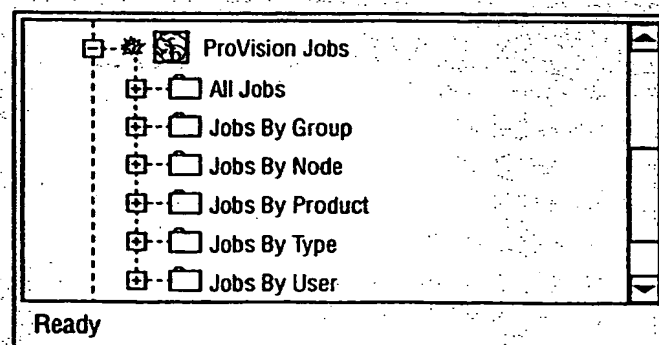 ProVision Jobs
All Jobs
Jobs By Group
Jobs By Node
Jobs By Product
Jobs By Type
Jobs By User
Ready